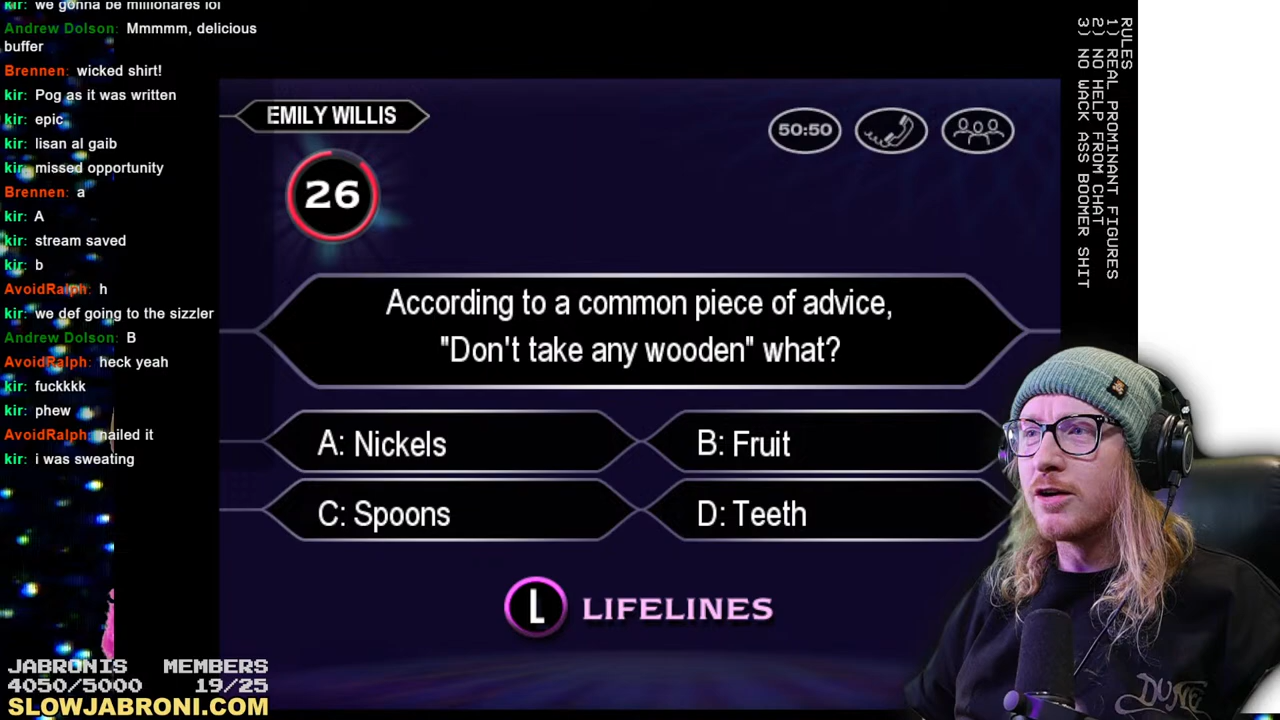 kir: we gonna be millionares lol
Andrew Dolson: Mmmmm, delicious
buffer
Brennen: wicked shirt!
kir: Pog as it was written
kir: epic
kir: lisan al gaib
kir: missed opportunity
Brennen: a
kir: A
kir: stream saved
kir: b
AvoidRalph: h
kir: we def going to the sizzler
Andrew Dolson: B
AvoidRalph: heck yeah
kir: fuckkkk
kir: phew
AvoidRalph: nailed it
kir: i was sweating
EMILY WILLIS
50:50
26
According to a common piece of advice,
"Don't take any wooden" what?
A: Nickels
B: Fruit
C: Spoons
D: Teeth
L LIFELINES
RULES
1) REAL PROMINANT FIGURES
2) NO HELP FROM CHAT
3) NO WACK ASS BOOMER SHIT
DUNE
JABRONIS MEMBERS
4050/5000 19/25
SLOWJABRONI.COM